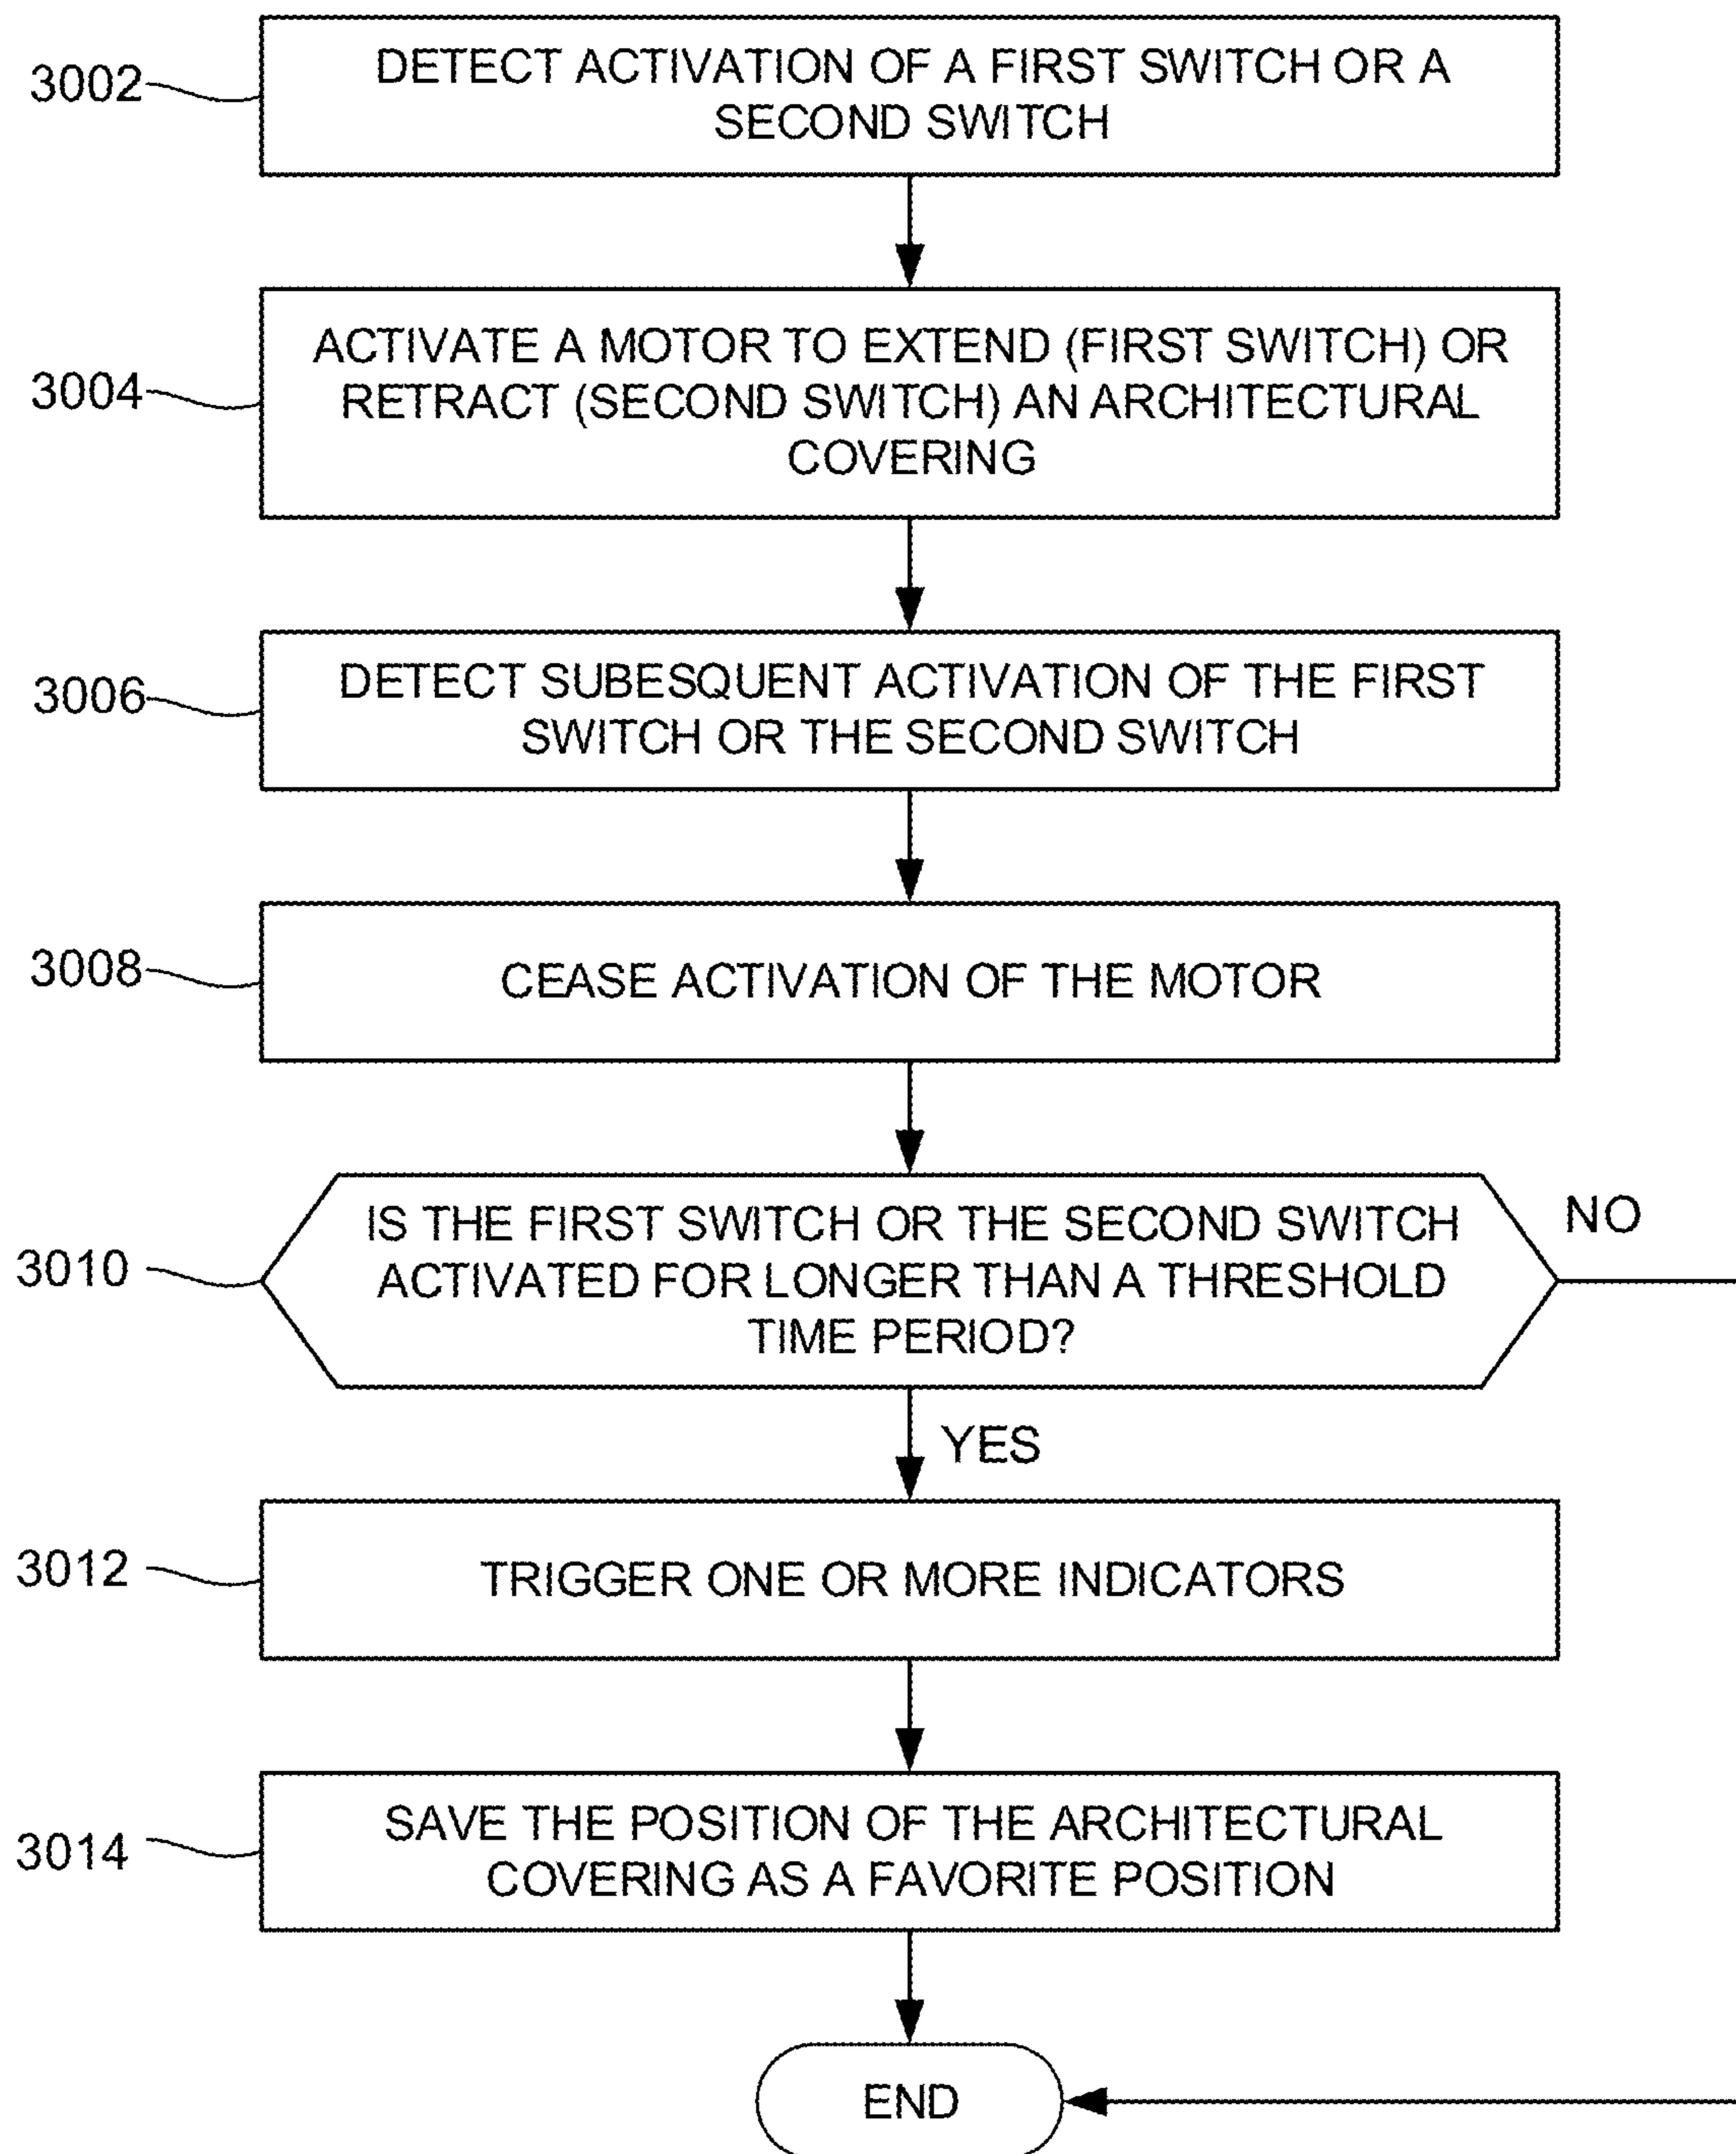 3002
DETECT ACTIVATION OF A FIRST SWITCH OR A
SECOND SWITCH
3004
ACTIVATE A MOTOR TO EXTEND (FIRST SWITCH) OR
RETRACT (SECOND SWITCH) AN ARCHITECTURAL
COVERING
3006
DETECT SUBESQUENT ACTIVATION OF THE FIRST
SWITCH OR THE SECOND SWITCH
3008
CEASE ACTIVATION OF THE MOTOR
3010
IS THE FIRST SWITCH OR THE SECOND SWITCH
ACTIVATED FOR LONGER THAN A THRESHOLD
TIME PERIOD?
NO
YES
3012
TRIGGER ONE OR MORE INDICATORS
3014
SAVE THE POSITION OF THE ARCHITECTURAL
COVERING AS A FAVORITE POSITION
END